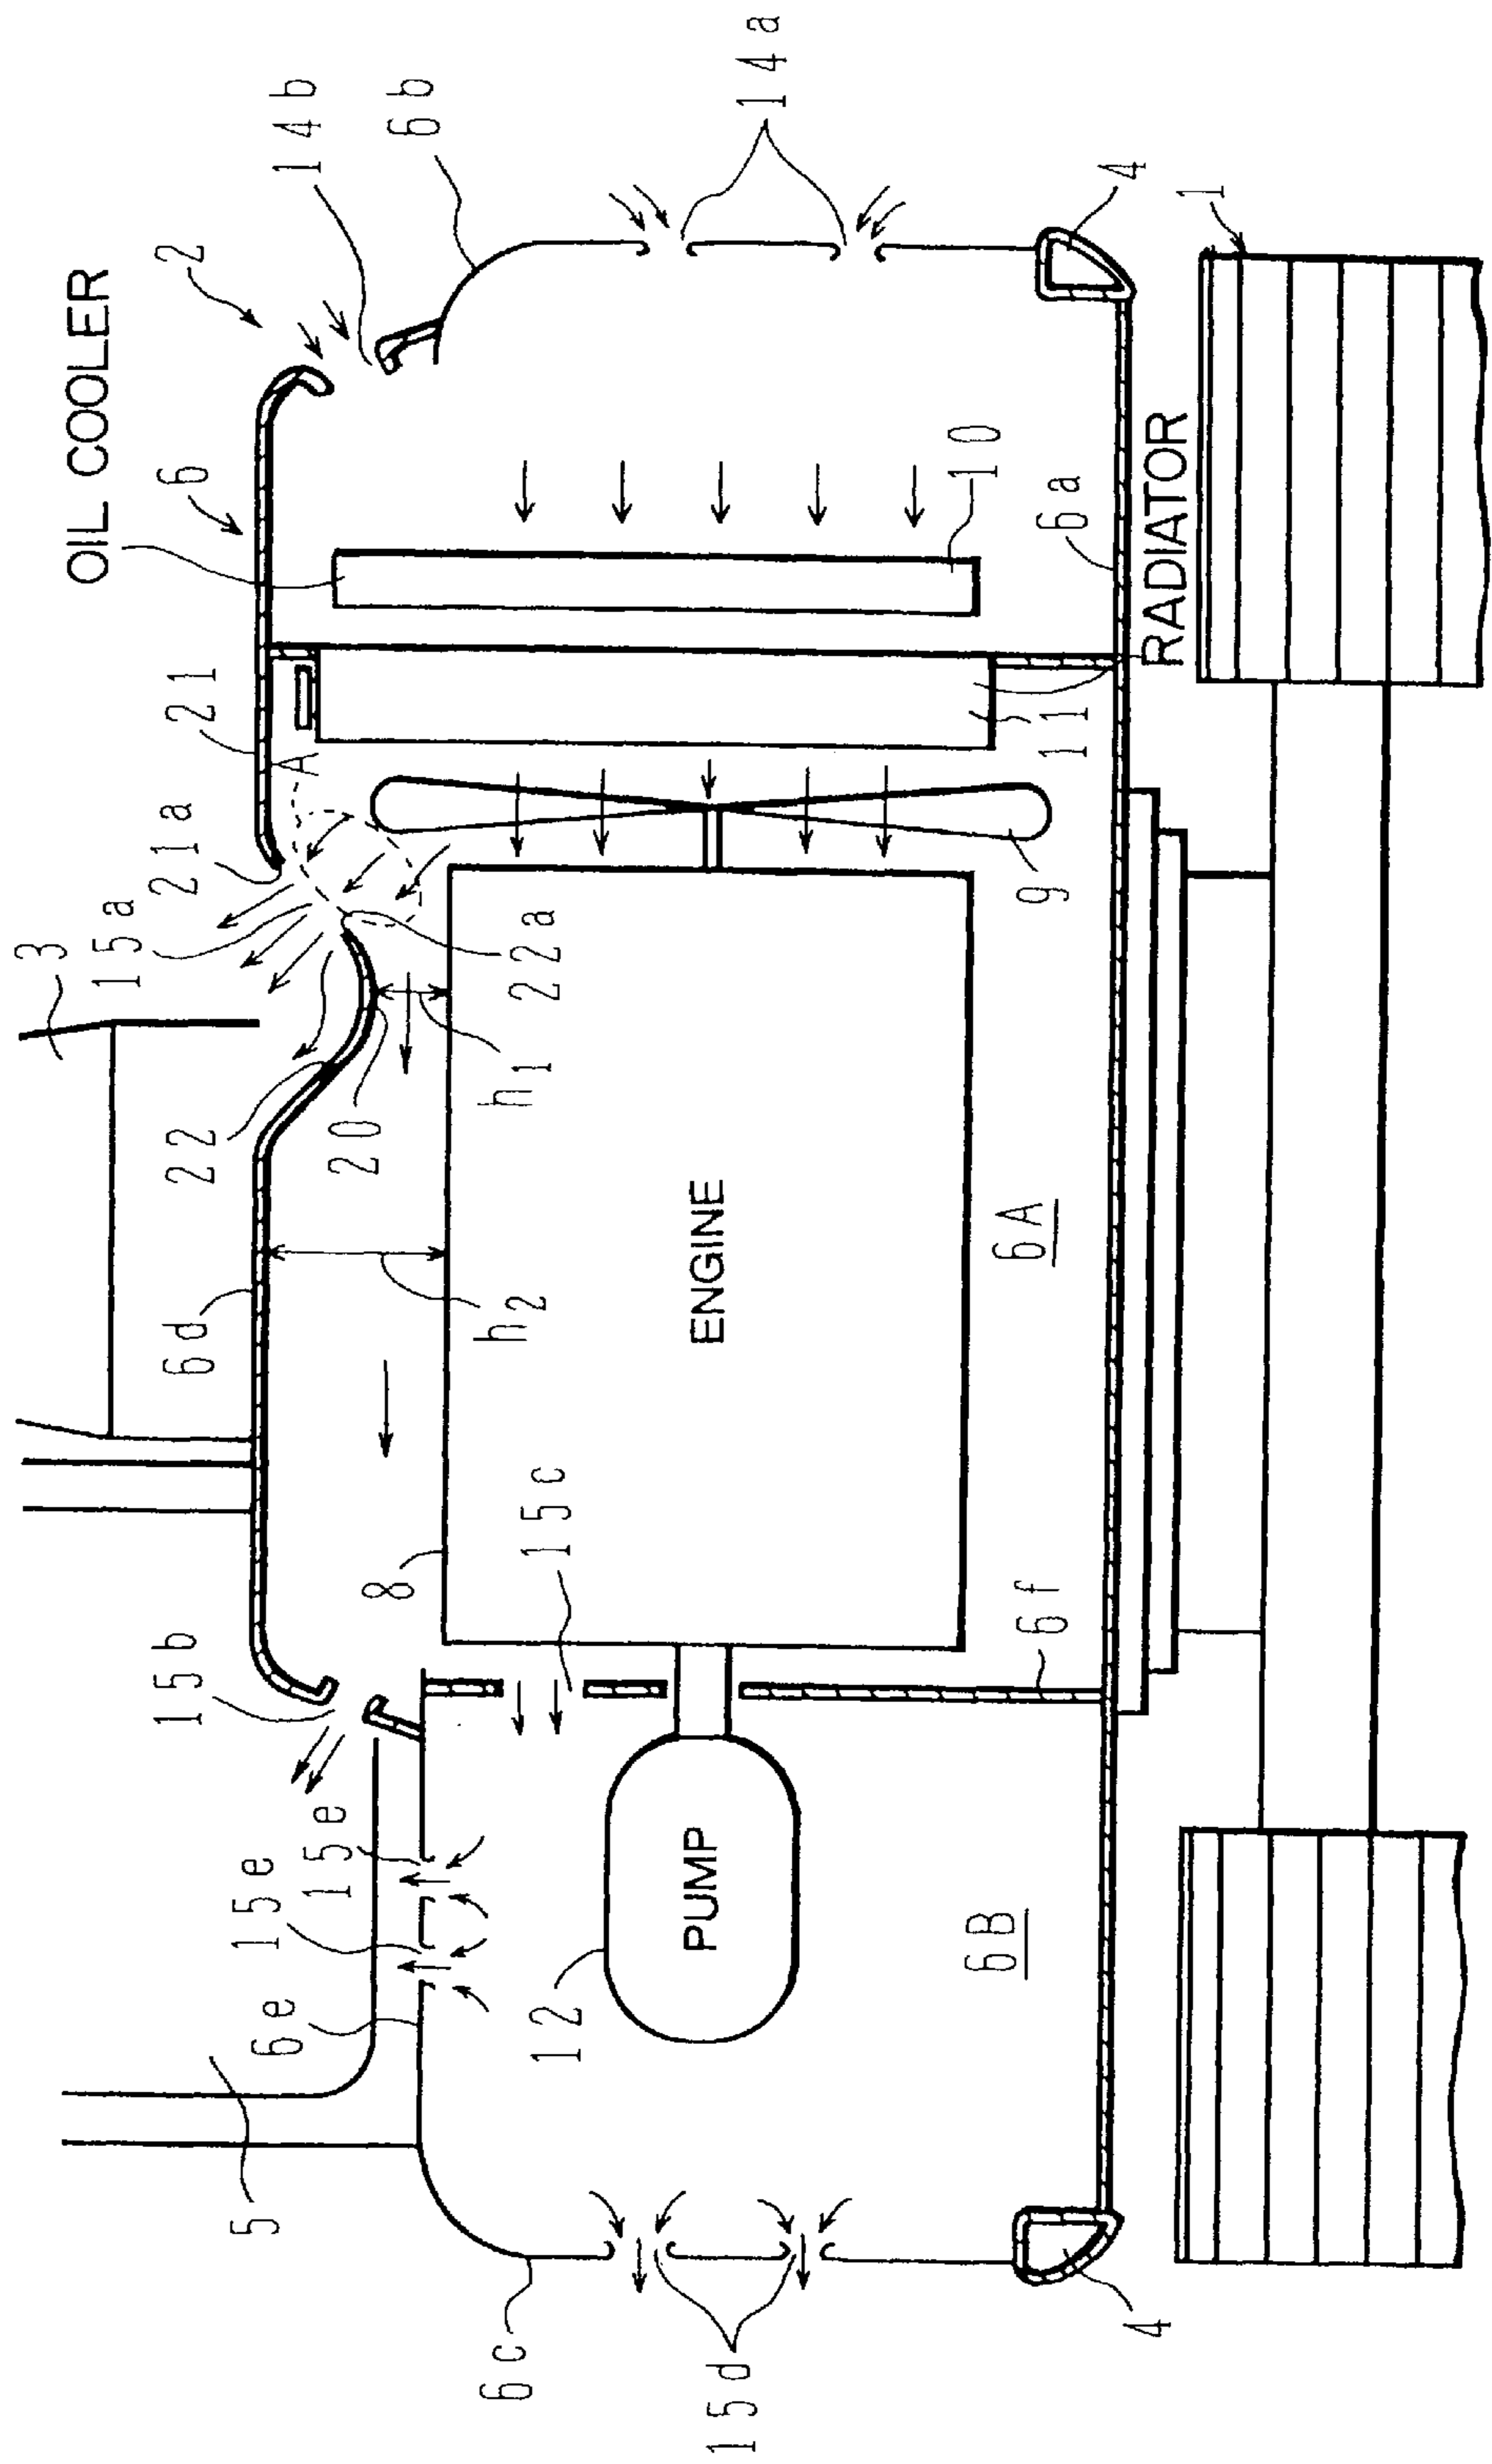 OIL COOLER
2
14b
6b
14a
6
21
A
21a
15a
3
10
4
1
6a
RADIATOR
11
9
22a
h1
20
22
6d
h2
ENGINE
6A
8
15c
6f
15b
15e
15e
6e
5
12
PUMP
6B
6c
15d
4